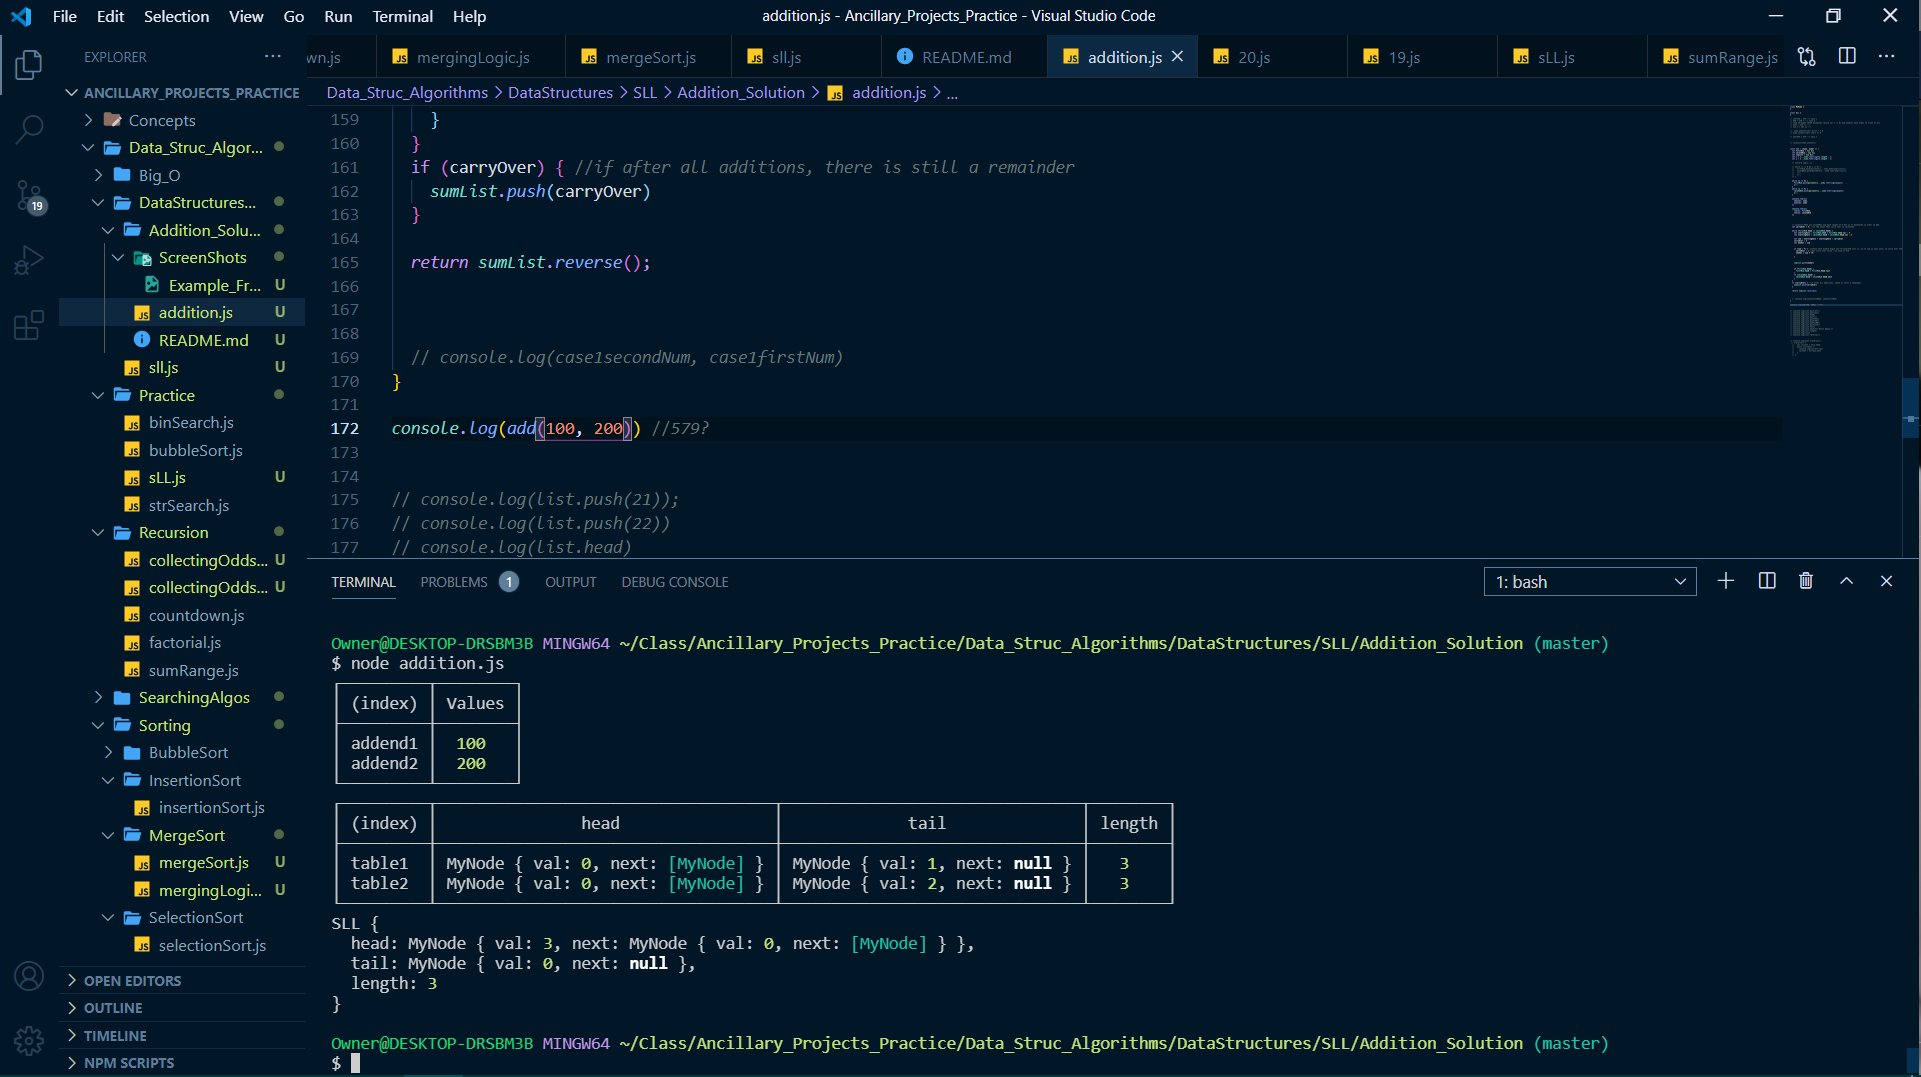 File Edit Selection View Go Run Terminal Help
addition.js - Ancillary_Projects_Practice - Visual Studio Code
EXPLORER
wn.js mergingLogic.js mergeSort.js sll.js README.md addition.js 20.js 19.js sLL.js sumRange.js
Data_Struc_Algorithms > DataStructures > SLL > Addition_Solution > addition.js > ...
19
ANCILLARY_PROJECTS_PRACTICE
Concepts
Data_Struc_Algor...
Big_O
DataStructures...
Addition_Solu...
ScreenShots
Example_Fr... U
addition.js U
README.md U
sll.js U
Practice
binSearch.js
bubbleSort.js
sLL.js U
strSearch.js
Recursion
collectingOdds... U
collectingOdds... U
countdown.js
factorial.js
sumRange.js
SearchingAlgos
Sorting
BubbleSort
InsertionSort
insertionSort.js
MergeSort
mergeSort.js U
mergingLogi... U
SelectionSort
selectionSort.js
OPEN EDITORS
OUTLINE
TIMELINE
NPM SCRIPTS
159 }
160 }
161 if (carryOver) { //if after all additions, there is still a remainder
162 sumList.push(carryOver)
163 }
164
165 return sumList.reverse();
166
167
168
169 // console.log(case1secondNum, case1firstNum)
170 }
171
172 console.log(add(100, 200)) //579?
173
174
175 // console.log(list.push(21));
176 // console.log(list.push(22))
177 // console.log(list.head)
TERMINAL PROBLEMS 1 OUTPUT DEBUG CONSOLE
1: bash
Owner@DESKTOP-DRSBM3B MINGW64 ~/Class/Ancillary_Projects_Practice/Data_Struc_Algorithms/DataStructures/SLL/Addition_Solution (master)
$ node addition.js
(index) Values
addend1 100
addend2 200
(index) head tail length
table1 MyNode { val: 0, next: [MyNode] } MyNode { val: 1, next: null } 3
table2 MyNode { val: 0, next: [MyNode] } MyNode { val: 2, next: null } 3
SLL {
head: MyNode { val: 3, next: MyNode { val: 0, next: [MyNode] } },
tail: MyNode { val: 0, next: null },
length: 3
}
Owner@DESKTOP-DRSBM3B MINGW64 ~/Class/Ancillary_Projects_Practice/Data_Struc_Algorithms/DataStructures/SLL/Addition_Solution (master)
$